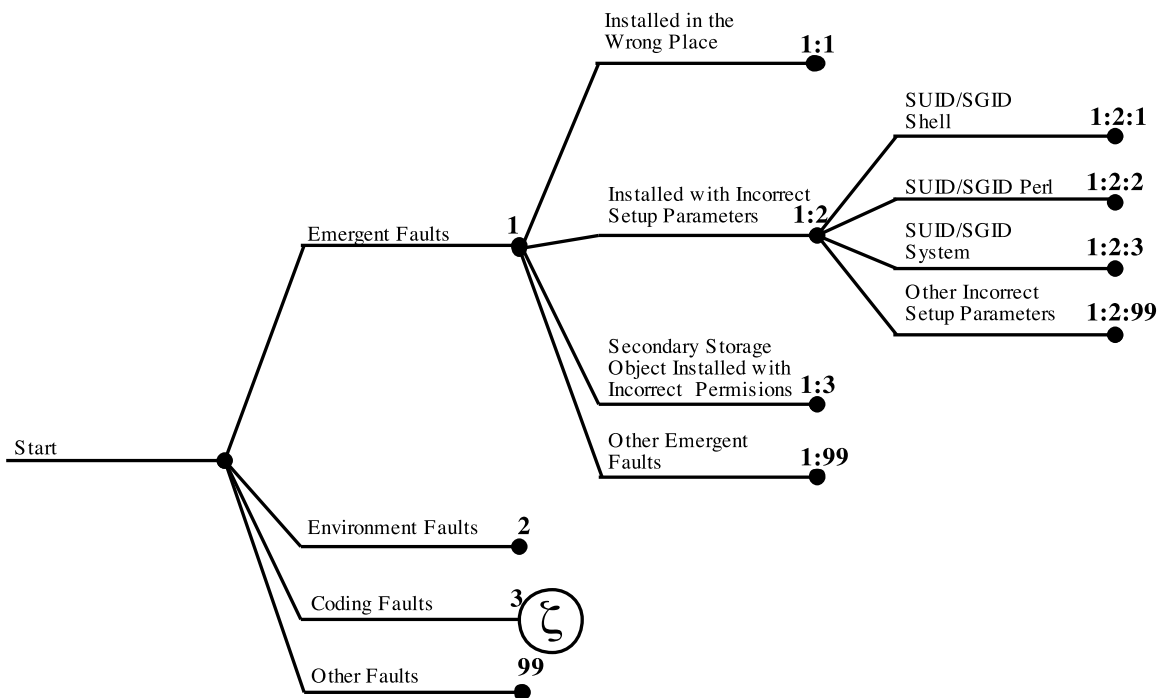 Installed in the
Wrong Place
1:1
SUID/SGID
Shell
1:2:1
SUID/SGID Perl
1:2:2
Installed with Incorrect
Setup Parameters
1:2
SUID/SGID
System
1:2:3
Other Incorrect
Setup Parameters
1:2:99
Emergent Faults
1
Secondary Storage
Object Installed with
Incorrect Permisions
1:3
Other Emergent
Faults
1:99
Start
Environment Faults
2
Coding Faults
3
ζ
Other Faults
99